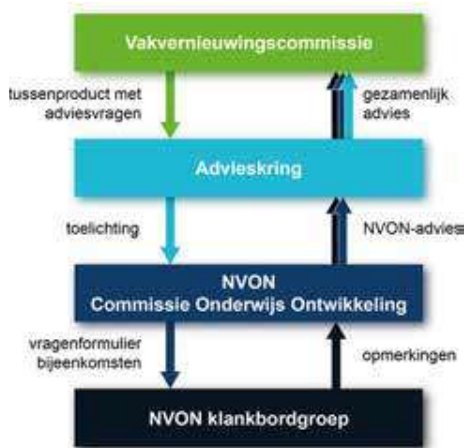 Vakvernieuwingscommissie
tussenproduct met
adviesvragen
gezamenlijk
advies
Advieskring
toelichting
NVON-advies
NVON
Commissie Onderwijs Ontwikkeling
vragenformulier
bijeenkomsten
opmerkingen
NVON klankbordgroep